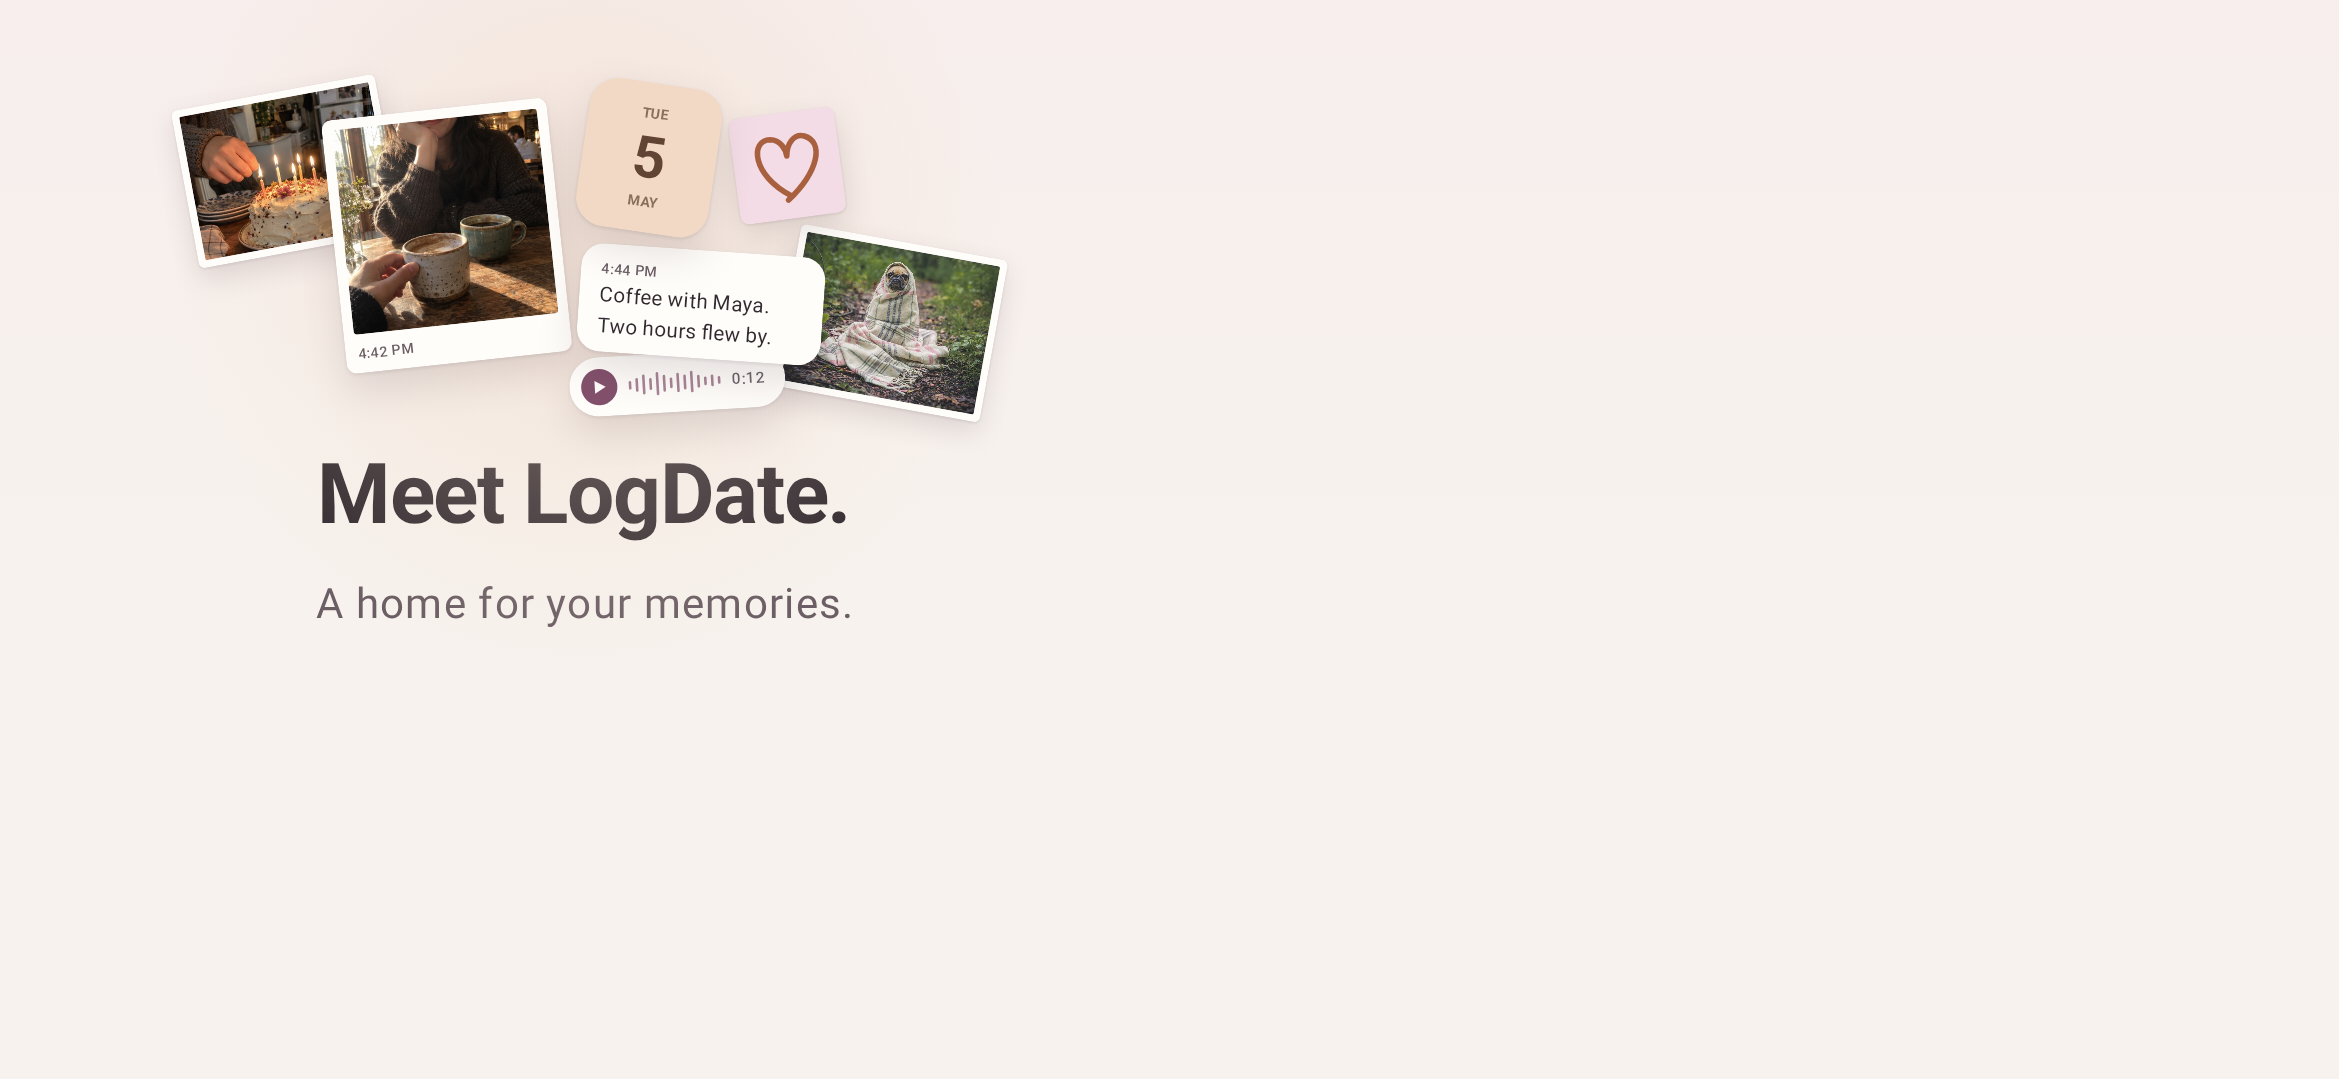 TUE
5
MAY
4:42 PM
4:44 PM
Coffee with Maya.
Two hours flew by.
0:12
Meet LogDate.
A home for your memories.